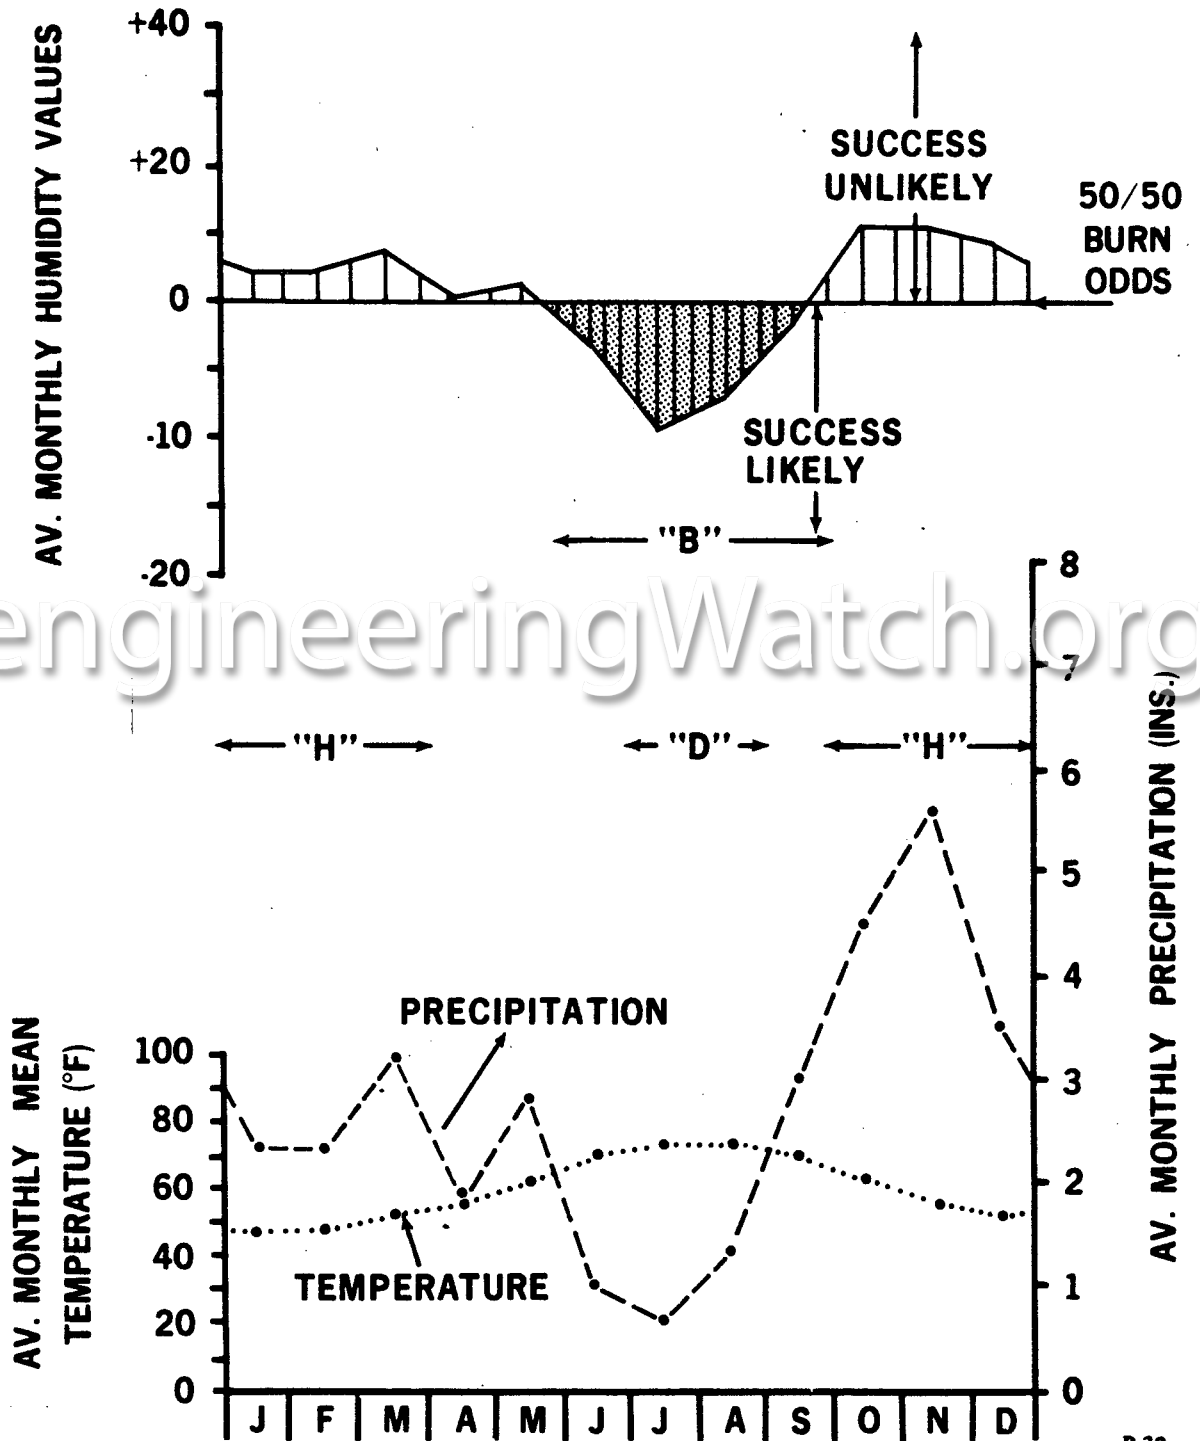 AV. MONTHLY HUMIDITY VALUES
+40
+20
0
-10
-20
SUCCESS
UNLIKELY
50/50
BURN
ODDS
SUCCESS
LIKELY
"B"
engineeringWatch.org
"H"
"D"
"H"
8
7
6
5
4
3
2
1
0
AV. MONTHLY PRECIPITATION (INS.)
PRECIPITATION
TEMPERATURE
AV. MONTHLY MEAN
TEMPERATURE (°F)
100
80
60
40
20
0
J F M A M J J A S O N D